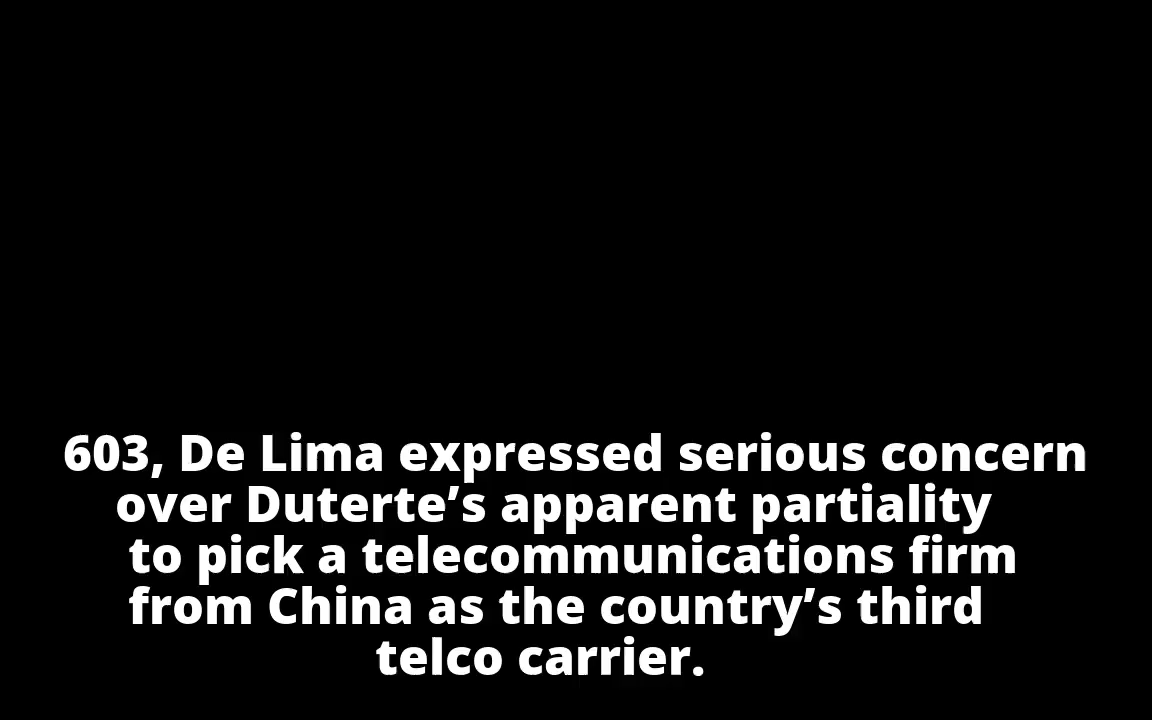 603, De Lima expressed serious concern
over Duterte’s apparent partiality
to pick a telecommunications firm
from China as the country’s third
telco carrier.